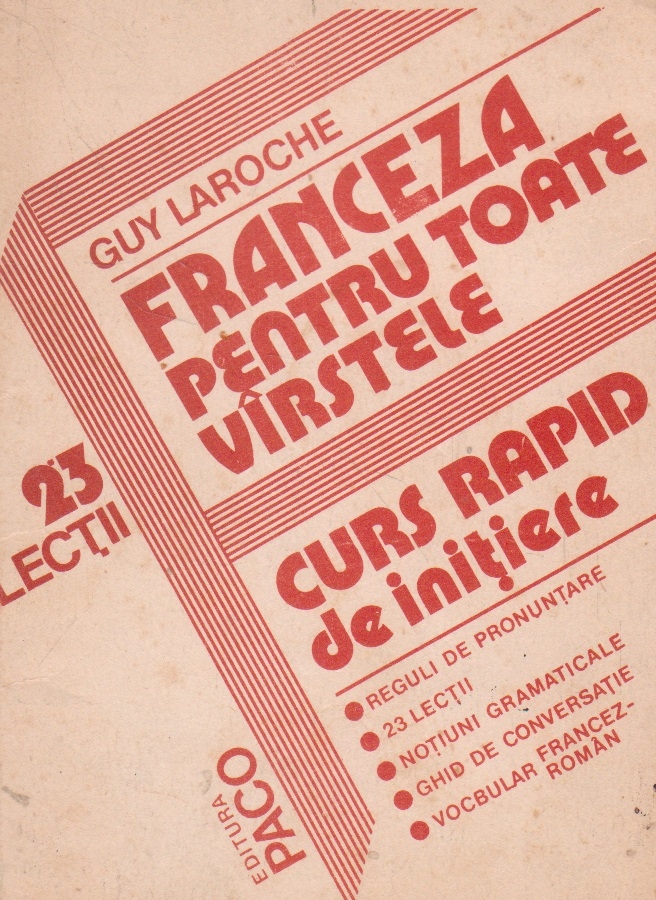 GUY LAROCHE
FRANCEZA
PENTRU TOATE
VÎRSTELE
23
LECȚII
CURS RAPID
de inițiere
REGULI DE PRONUNȚARE
23 LECȚII
NOȚIUNI GRAMATICALE
GHID DE CONVERSAȚIE
VOCBULAR FRANCEZ-
ROMÂN
EDITURA
PACO